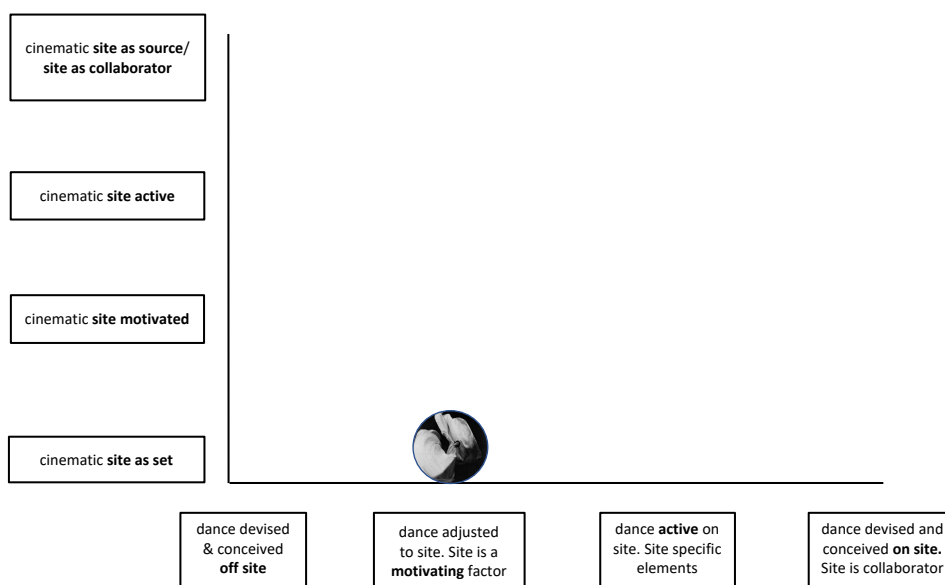 cinematic site as source/
site as collaborator
cinematic site active
cinematic site motivated
cinematic site as set
dance devised
& conceived
off site
dance adjusted
to site. Site is a
motivating factor
dance active on
site. Site specific
elements
dance devised and
conceived on site.
Site is collaborator